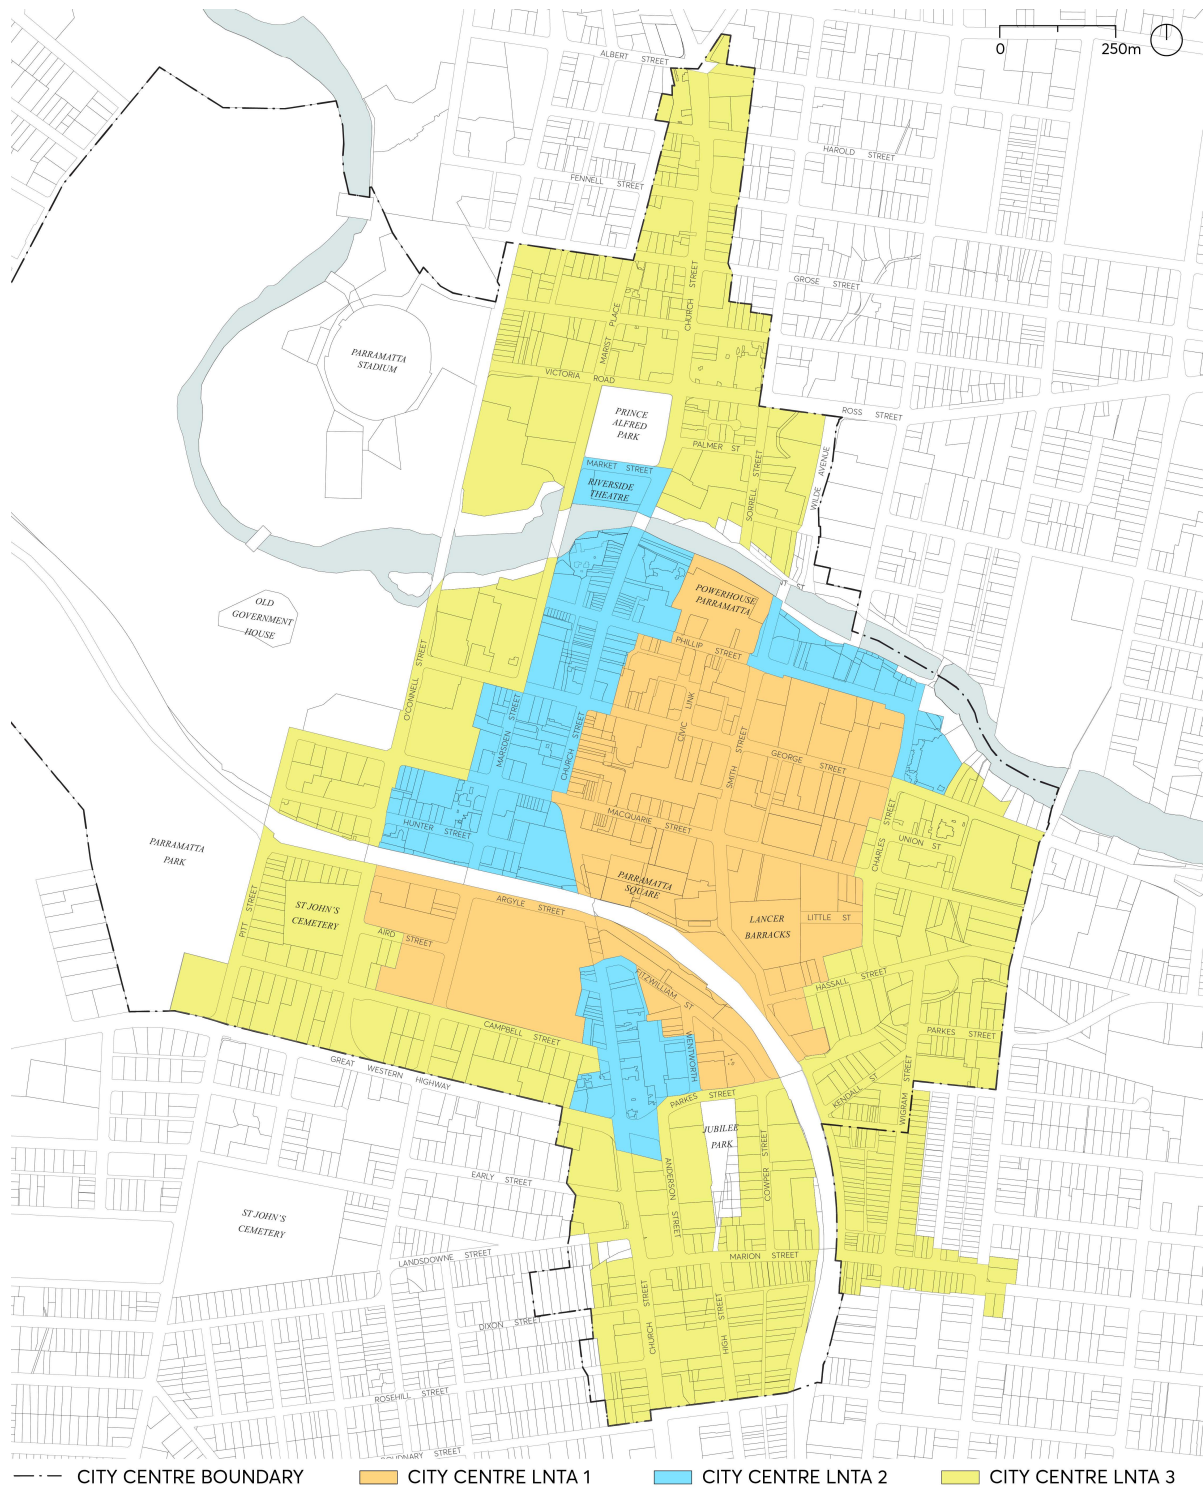 ALBERT STREET
0 250m
HAROLD STREET
FENNELL STREET
GROSE STREET
CHURCH STREET
MARIST PLACE
PARRAMATTA
STADIUM
VICTORIA ROAD
PRINCE
ALFRED
PARK
ROSS STREET
PALMER ST
MARKET STREET
RIVERSIDE
THEATRE
SORRELL STREET
WILDE AVENUE
NT ST
OLD
GOVERNMENT
HOUSE
POWERHOUSE
PARRAMATTA
PHILLIP STREET
O'CONNELL STREET
MARSDEN STREET
CHURCH STREET
CIVIC LINK
SMITH STREET
GEORGE STREET
HUNTER STREET
MACQUARIE STREET
CHARLES STREET
UNION ST
PARRAMATTA
PARK
PITT STREET
ST JOHN'S
CEMETERY
ARGYLE STREET
PARRAMATTA
SQUARE
LANCER
BARRACKS
LITTLE ST
AIRD STREET
HASSALL STREET
FITZWILLIAM ST
CAMPBELL STREET
WENTWORTH
PARKES STREET
GREAT WESTERN HIGHWAY
PARKES STREET
KENDALL ST
WIGRAM STREET
JUBILEE
PARK
ANDERSON STREET
COWPER STREET
EARLY STREET
ST JOHN'S
CEMETERY
LANDSDOWNE STREET
MARION STREET
CHURCH STREET
HIGH STREET
DIXON STREET
ROSEHILL STREET
BOUDNARY STREET
CITY CENTRE BOUNDARY
CITY CENTRE LNTA 1
CITY CENTRE LNTA 2
CITY CENTRE LNTA 3